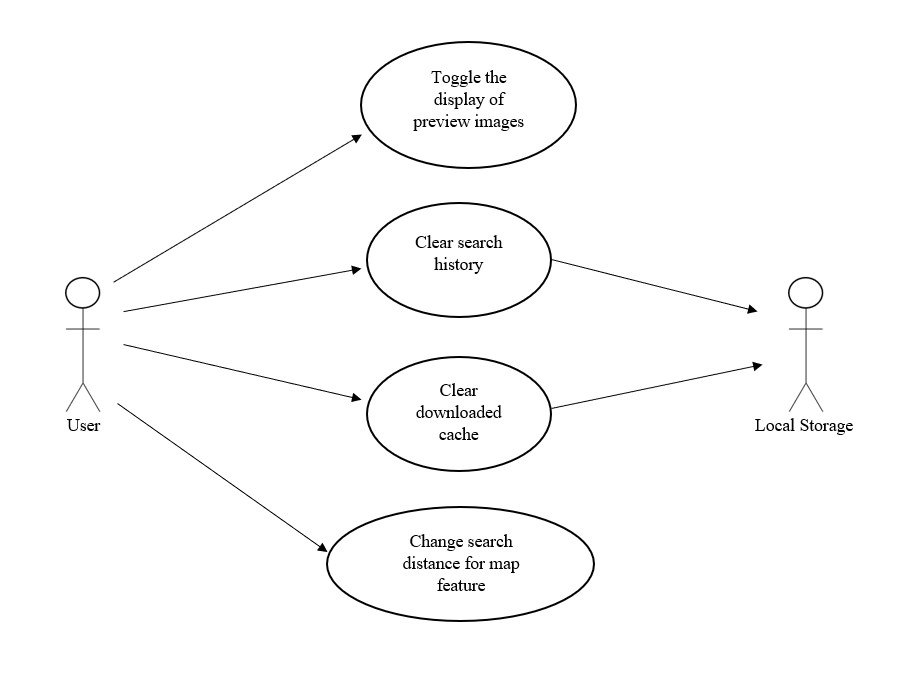 Toggle the
display of
preview images
Clear search
history
Clear
downloaded
cache
User
Local Storage
Change search
distance for map
feature